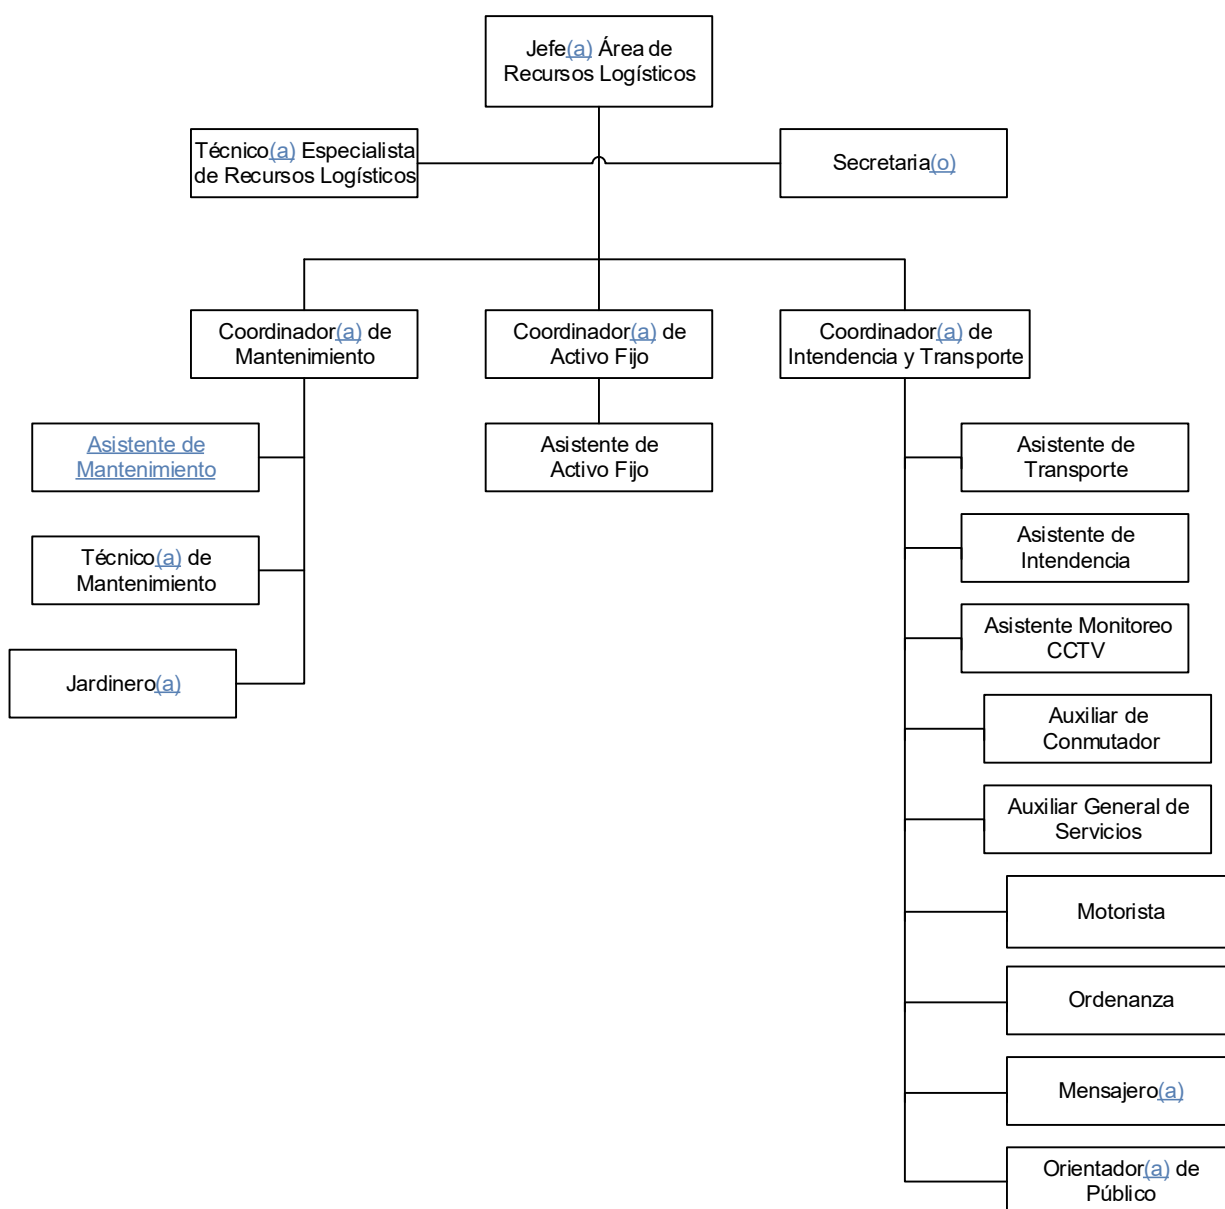 Jefe(a) Área de
Recursos Logísticos
Técnico(a) Especialista
de Recursos Logísticos
Secretaria(o)
Coordinador(a) de
Mantenimiento
Coordinador(a) de
Activo Fijo
Coordinador(a) de
Intendencia y Transporte
Asistente de
Mantenimiento
Asistente de
Activo Fijo
Asistente de
Transporte
Técnico(a) de
Mantenimiento
Asistente de
Intendencia
Jardinero(a)
Asistente Monitoreo
CCTV
Auxiliar de
Conmutador
Auxiliar General de
Servicios
Motorista
Ordenanza
Mensajero(a)
Orientador(a) de
Público